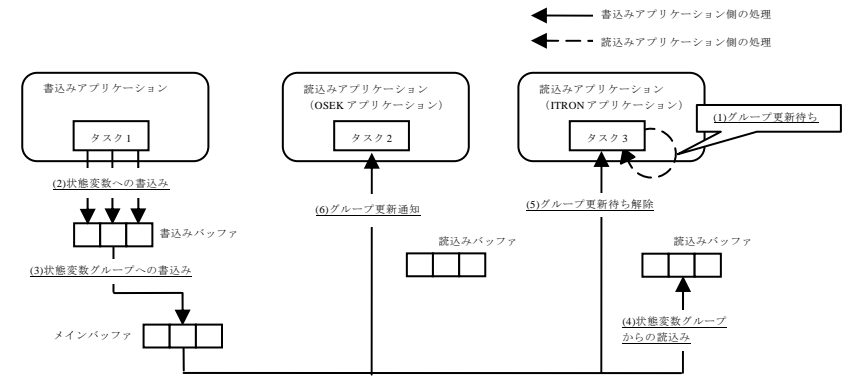 書込みアプリケーション側の処理
読込みアプリケーション側の処理
書込みアプリケーション
タスク1
読込みアプリケーション
（OSEKアプリケーション）
タスク2
読込みアプリケーション
（ITRONアプリケーション）
タスク3
(1)グループ更新待ち
(2)状態変数への書込み
(6)グループ更新通知
(5)グループ更新待ち解除
書込みバッファ
読込みバッファ
読込みバッファ
(3)状態変数グループへの書込み
メインバッファ
(4)状態変数グループ
からの読込み